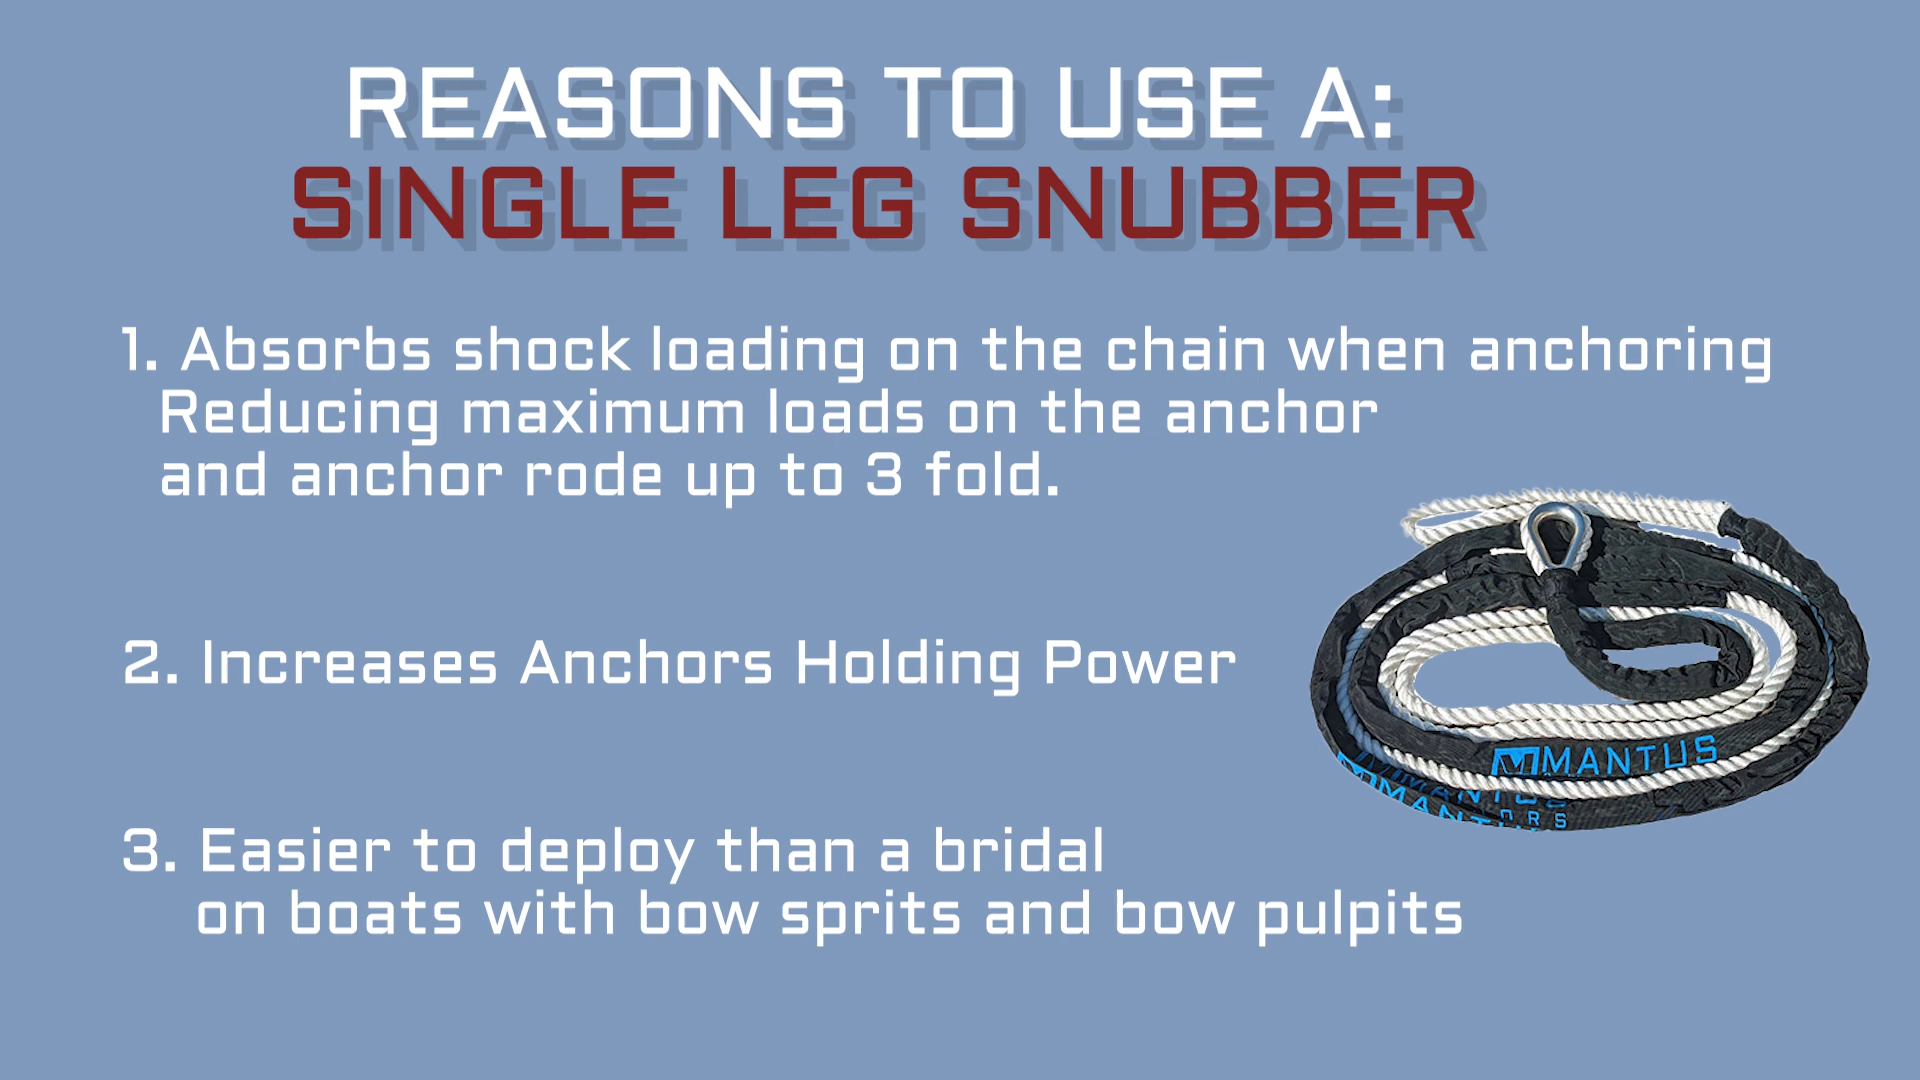 REASONS TO USE A:
SINGLE LEG SNUBBER
1. Absorbs shock loading on the chain when anchoring
Reducing maximum loads on the anchor
and anchor rode up to 3 fold.
2. Increases Anchors Holding Power
3. Easier to deploy than a bridal
on boats with bow sprits and bow pulpits
MANTUS